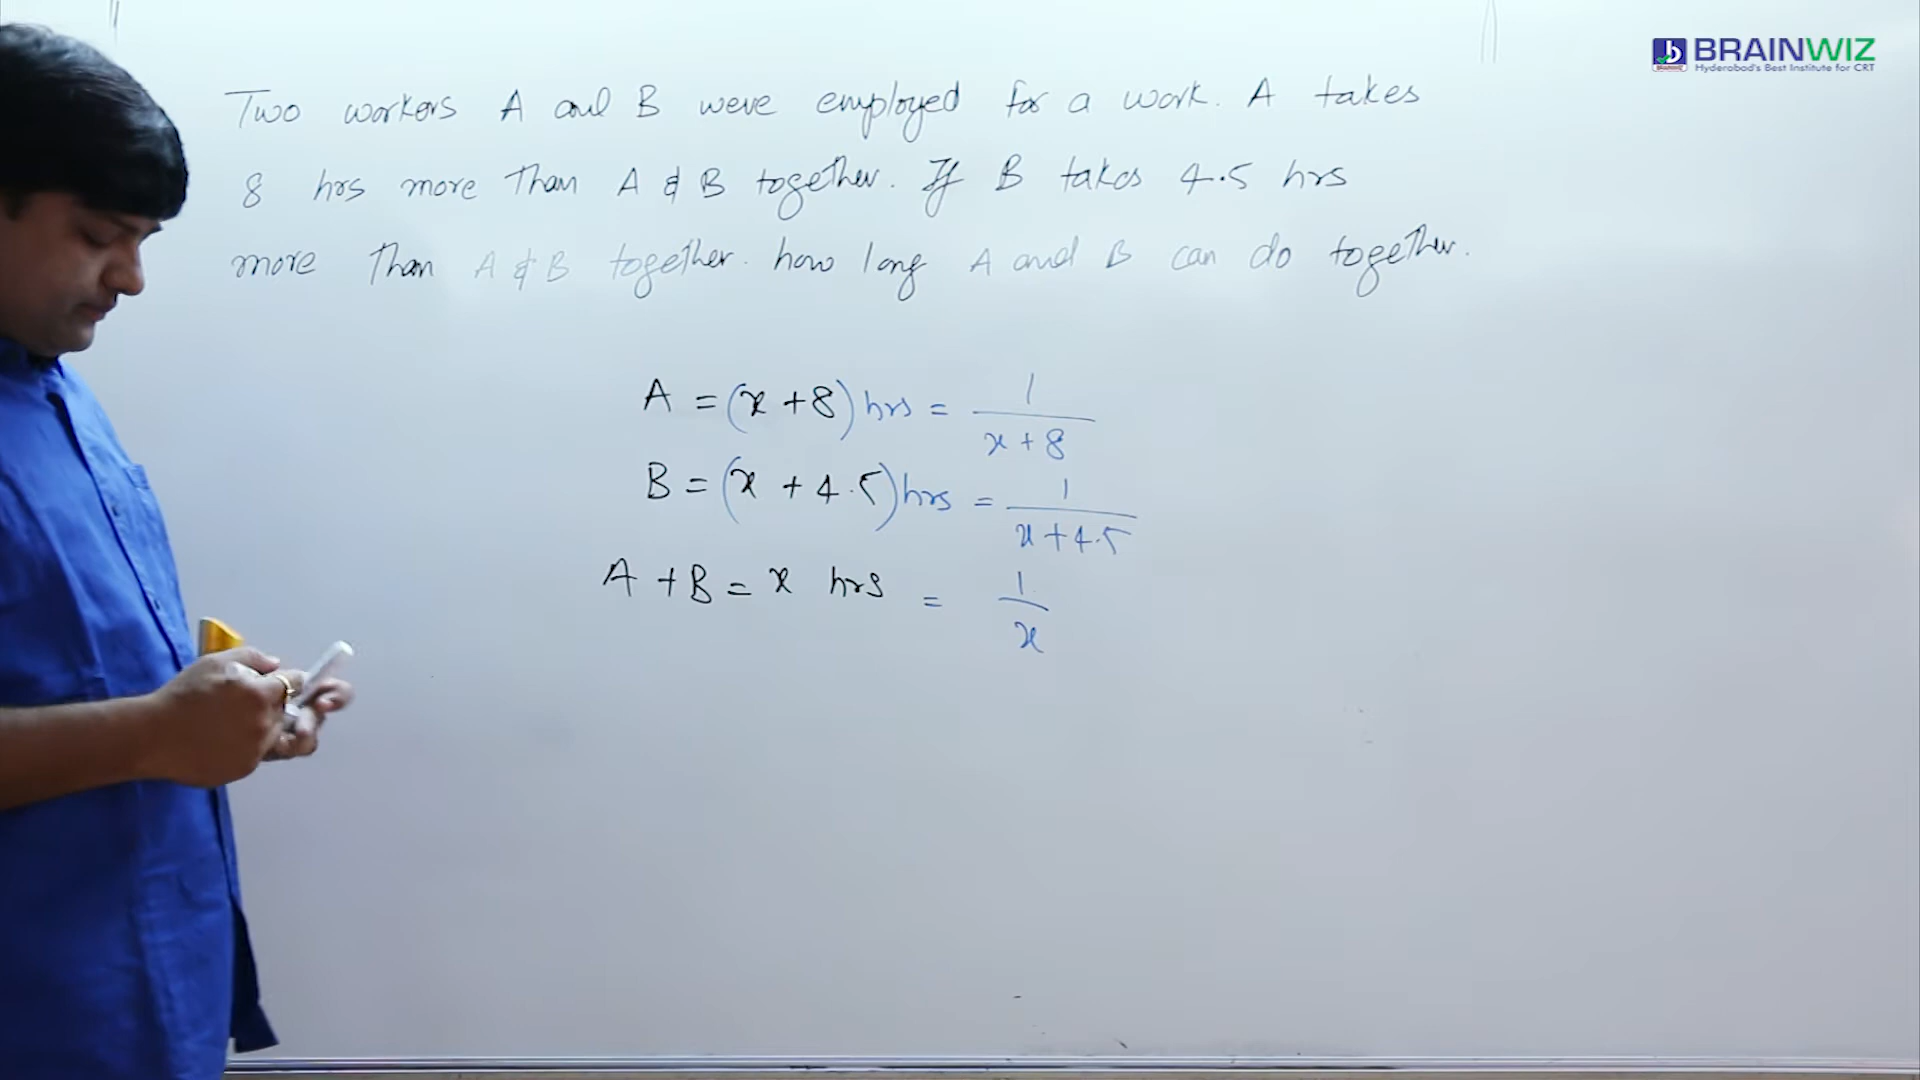 BRAINWIZ
Hyderabad's Best Institute for CRT
Two workers A and B were employed for a work. A takes
8 hrs more Than A & B together. If B takes 4.5 hrs
more Than A & B together. how long A and B can do together.
A = (x + 8) hrs = 1/(x + 8)
B = (x + 4.5) hrs = 1/(x + 4.5)
A + B = x hrs = 1/x